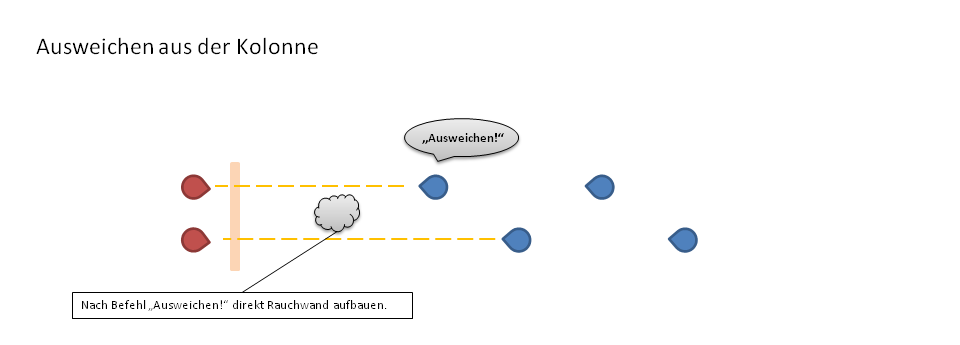 Ausweichen aus der Kolonne
„Ausweichen!“
Nach Befehl „Ausweichen!“ direkt Rauchwand aufbauen.